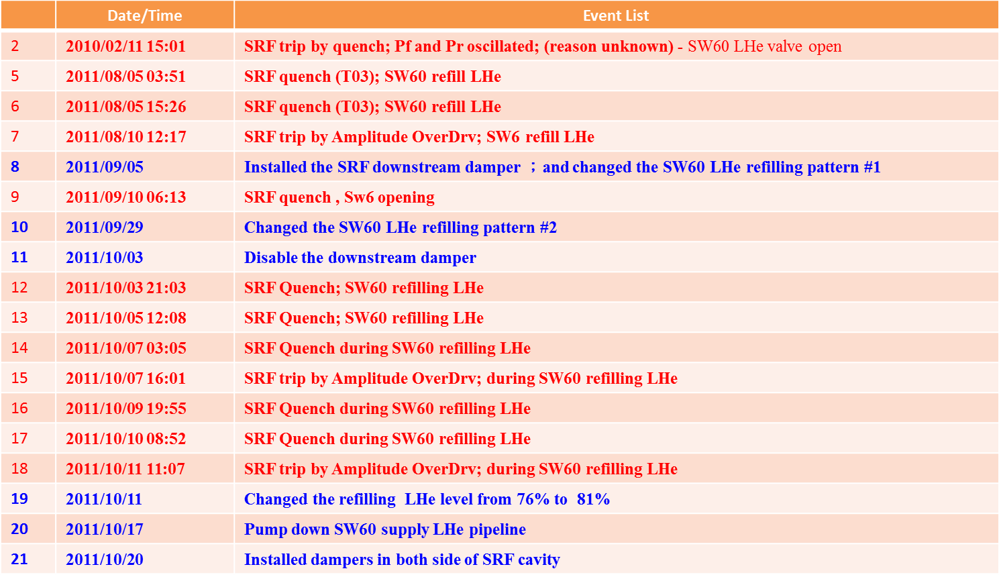 Date/Time Event List
2 2010/02/11 15:01 SRF trip by quench; Pf and Pr oscillated; (reason unknown) - SW60 LHe valve open
5 2011/08/05 03:51 SRF quench (T03); SW60 refill LHe
6 2011/08/05 15:26 SRF quench (T03); SW60 refill LHe
7 2011/08/10 12:17 SRF trip by Amplitude OverDrv; SW6 refill LHe
8 2011/09/05 Installed the SRF downstream damper ；and changed the SW60 LHe refilling pattern #1
9 2011/09/10 06:13 SRF quench , Sw6 opening
10 2011/09/29 Changed the SW60 LHe refilling pattern #2
11 2011/10/03 Disable the downstream damper
12 2011/10/03 21:03 SRF Quench; SW60 refilling LHe
13 2011/10/05 12:08 SRF Quench; SW60 refilling LHe
14 2011/10/07 03:05 SRF Quench during SW60 refilling LHe
15 2011/10/07 16:01 SRF trip by Amplitude OverDrv; during SW60 refilling LHe
16 2011/10/09 19:55 SRF Quench during SW60 refilling LHe
17 2011/10/10 08:52 SRF Quench during SW60 refilling LHe
18 2011/10/11 11:07 SRF trip by Amplitude OverDrv; during SW60 refilling LHe
19 2011/10/11 Changed the refilling LHe level from 76% to 81%
20 2011/10/17 Pump down SW60 supply LHe pipeline
21 2011/10/20 Installed dampers in both side of SRF cavity